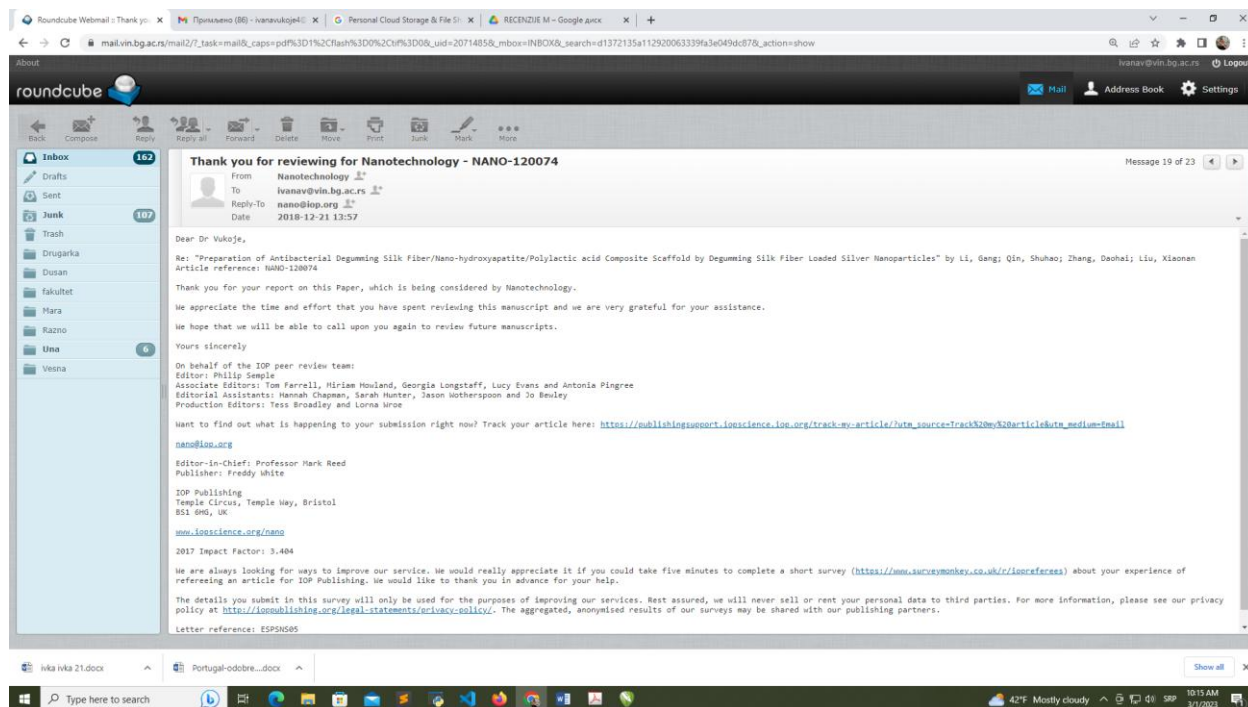 Roundcube Webmail :: Thank yo
Примљено (86) - ivanavukoje4
Personal Cloud Storage & File Sh
RECENZIJE M – Google диск
mail.vin.bg.ac.rs/mail2/?_task=mail&_caps=pdf%3D1%2Cflash%3D0%2Ctif%3D0&_uid=2071485&_mbox=INBOX&_search=d1372135a112920063339fa3e049dc87&_action=show
About
ivanav@vin.bg.ac.rs Logou
roundcube
Mail Address Book Settings
Back Compose Reply Reply all Forward Delete Move Print Junk Mark More
Inbox 162
Drafts
Sent
Junk 107
Trash
Drugarka
Dusan
fakultet
Mara
Razno
Una 6
Vesna
Thank you for reviewing for Nanotechnology - NANO-120074
Message 19 of 23
From Nanotechnology
To ivanav@vin.bg.ac.rs
Reply-To nano@iop.org
Date 2018-12-21 13:57
Dear Dr Vukoje,
Re: "Preparation of Antibacterial Degumming Silk Fiber/Nano-hydroxyapatite/Polylactic acid Composite Scaffold by Degumming Silk Fiber Loaded Silver Nanoparticles" by Li, Gang; Qin, Shuhao; Zhang, Daohai; Liu, Xiaonan
Article reference: NANO-120074
Thank you for your report on this Paper, which is being considered by Nanotechnology.
We appreciate the time and effort that you have spent reviewing this manuscript and we are very grateful for your assistance.
We hope that we will be able to call upon you again to review future manuscripts.
Yours sincerely
On behalf of the IOP peer review team:
Editor: Philip Semple
Associate Editors: Tom Farrell, Miriam Howland, Georgia Longstaff, Lucy Evans and Antonia Pingree
Editorial Assistants: Hannah Chapman, Sarah Hunter, Jason Wotherspoon and Jo Bewley
Production Editors: Tess Broadley and Lorna Wroe
Want to find out what is happening to your submission right now? Track your article here: https://publishingsupport.iopscience.iop.org/track-my-article/?utm_source=Track%20my%20article&utm_medium=Email
nano@iop.org
Editor-in-Chief: Professor Mark Reed
Publisher: Freddy White
IOP Publishing
Temple Circus, Temple Way, Bristol
BS1 6HG, UK
www.iopscience.org/nano
2017 Impact Factor: 3.404
We are always looking for ways to improve our service. We would really appreciate it if you could take five minutes to complete a short survey (https://www.surveymonkey.co.uk/r/iopreferees) about your experience of
refereeing an article for IOP Publishing. We would like to thank you in advance for your help.
The details you submit in this survey will only be used for the purposes of improving our services. Rest assured, we will never sell or rent your personal data to third parties. For more information, please see our privacy
policy at http://ioppublishing.org/legal-statements/privacy-policy/. The aggregated, anonymised results of our surveys may be shared with our publishing partners.
Letter reference: ESPSNS05
ivka ivka 21.docx
Portugal-odobre....docx
Show all
Type here to search
42°F Mostly cloudy
SRP
10:15 AM
3/1/2023